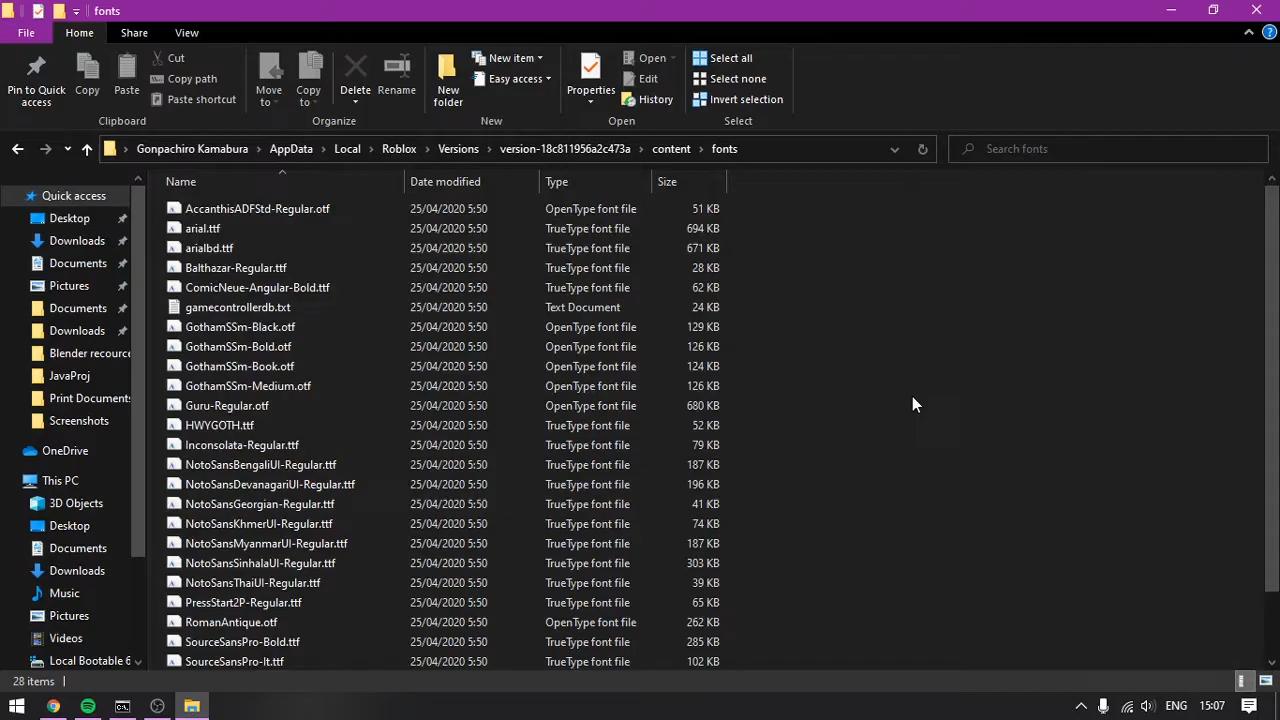 fonts
File Home Share View
Pin to Quick access
Copy
Paste
Cut
Copy path
Paste shortcut
Clipboard
Move to
Copy to
Delete
Rename
Organize
New folder
New item
Easy access
New
Properties
Open
Edit
History
Open
Select all
Select none
Invert selection
Select
Gonpachiro Kamabura > AppData > Local > Roblox > Versions > version-18c811956a2c473a > content > fonts
Search fonts
Quick access
Desktop
Downloads
Documents
Pictures
Documents
Downloads
Blender resourc
JavaProj
Print Documents
Screenshots
OneDrive
This PC
3D Objects
Desktop
Documents
Downloads
Music
Pictures
Videos
Local Bootable 6
Name Date modified Type Size
AccanthisADFStd-Regular.otf 25/04/2020 5:50 OpenType font file 51 KB
arial.ttf 25/04/2020 5:50 TrueType font file 694 KB
arialbd.ttf 25/04/2020 5:50 TrueType font file 671 KB
Balthazar-Regular.ttf 25/04/2020 5:50 TrueType font file 28 KB
ComicNeue-Angular-Bold.ttf 25/04/2020 5:50 TrueType font file 62 KB
gamecontrollerdb.txt 25/04/2020 5:50 Text Document 24 KB
GothamSSm-Black.otf 25/04/2020 5:50 OpenType font file 129 KB
GothamSSm-Bold.otf 25/04/2020 5:50 OpenType font file 126 KB
GothamSSm-Book.otf 25/04/2020 5:50 OpenType font file 124 KB
GothamSSm-Medium.otf 25/04/2020 5:50 OpenType font file 126 KB
Guru-Regular.otf 25/04/2020 5:50 OpenType font file 680 KB
HWYGOTH.ttf 25/04/2020 5:50 TrueType font file 52 KB
Inconsolata-Regular.ttf 25/04/2020 5:50 TrueType font file 79 KB
NotoSansBengaliUI-Regular.ttf 25/04/2020 5:50 TrueType font file 187 KB
NotoSansDevanagariUI-Regular.ttf 25/04/2020 5:50 TrueType font file 196 KB
NotoSansGeorgian-Regular.ttf 25/04/2020 5:50 TrueType font file 41 KB
NotoSansKhmerUI-Regular.ttf 25/04/2020 5:50 TrueType font file 74 KB
NotoSansMyanmarUI-Regular.ttf 25/04/2020 5:50 TrueType font file 187 KB
NotoSansSinhalaUI-Regular.ttf 25/04/2020 5:50 TrueType font file 303 KB
NotoSansThaiUI-Regular.ttf 25/04/2020 5:50 TrueType font file 39 KB
PressStart2P-Regular.ttf 25/04/2020 5:50 TrueType font file 65 KB
RomanAntique.otf 25/04/2020 5:50 OpenType font file 262 KB
SourceSansPro-Bold.ttf 25/04/2020 5:50 TrueType font file 285 KB
SourceSansPro-It.ttf 25/04/2020 5:50 TrueType font file 102 KB
28 items
ENG 15:07